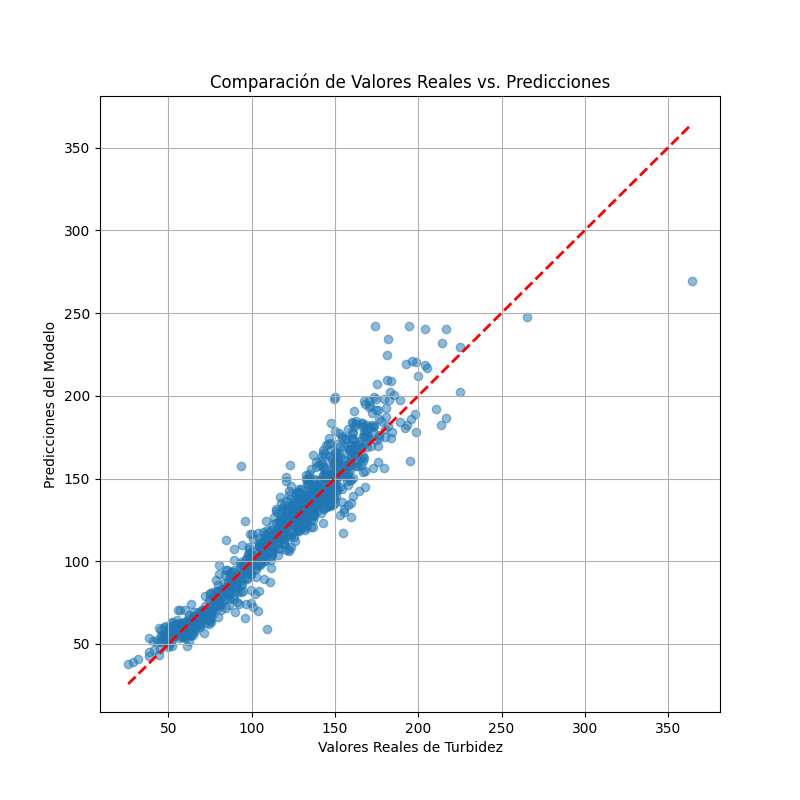 Comparación de Valores Reales vs. Predicciones
Predicciones del Modelo
350
300
250
200
150
100
50
50 100 150 200 250 300 350
Valores Reales de Turbidez